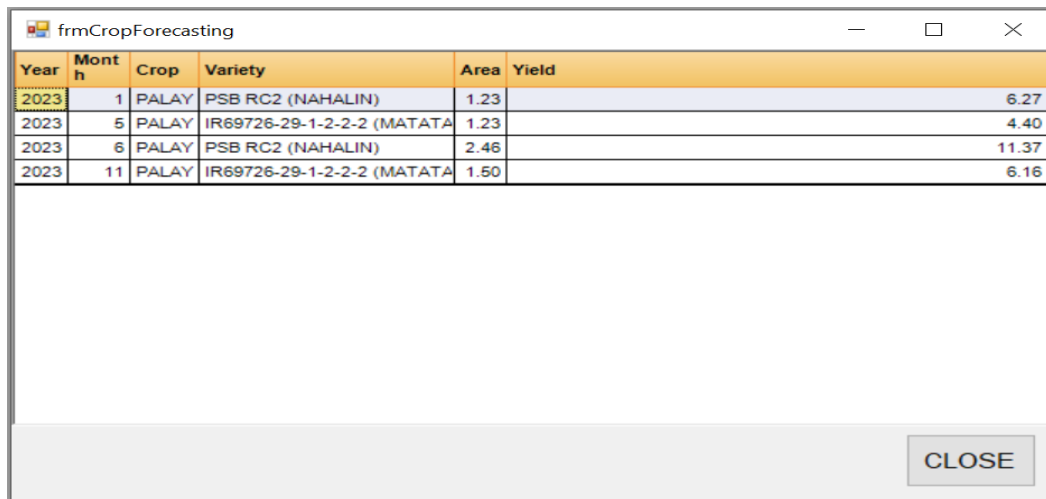 frmCropForecasting
Year Month Crop Variety Area Yield
2023 1 PALAY PSB RC2 (NAHALIN) 1.23 6.27
2023 5 PALAY IR69726-29-1-2-2-2 (MATATA 1.23 4.40
2023 6 PALAY PSB RC2 (NAHALIN) 2.46 11.37
2023 11 PALAY IR69726-29-1-2-2-2 (MATATA 1.50 6.16
CLOSE